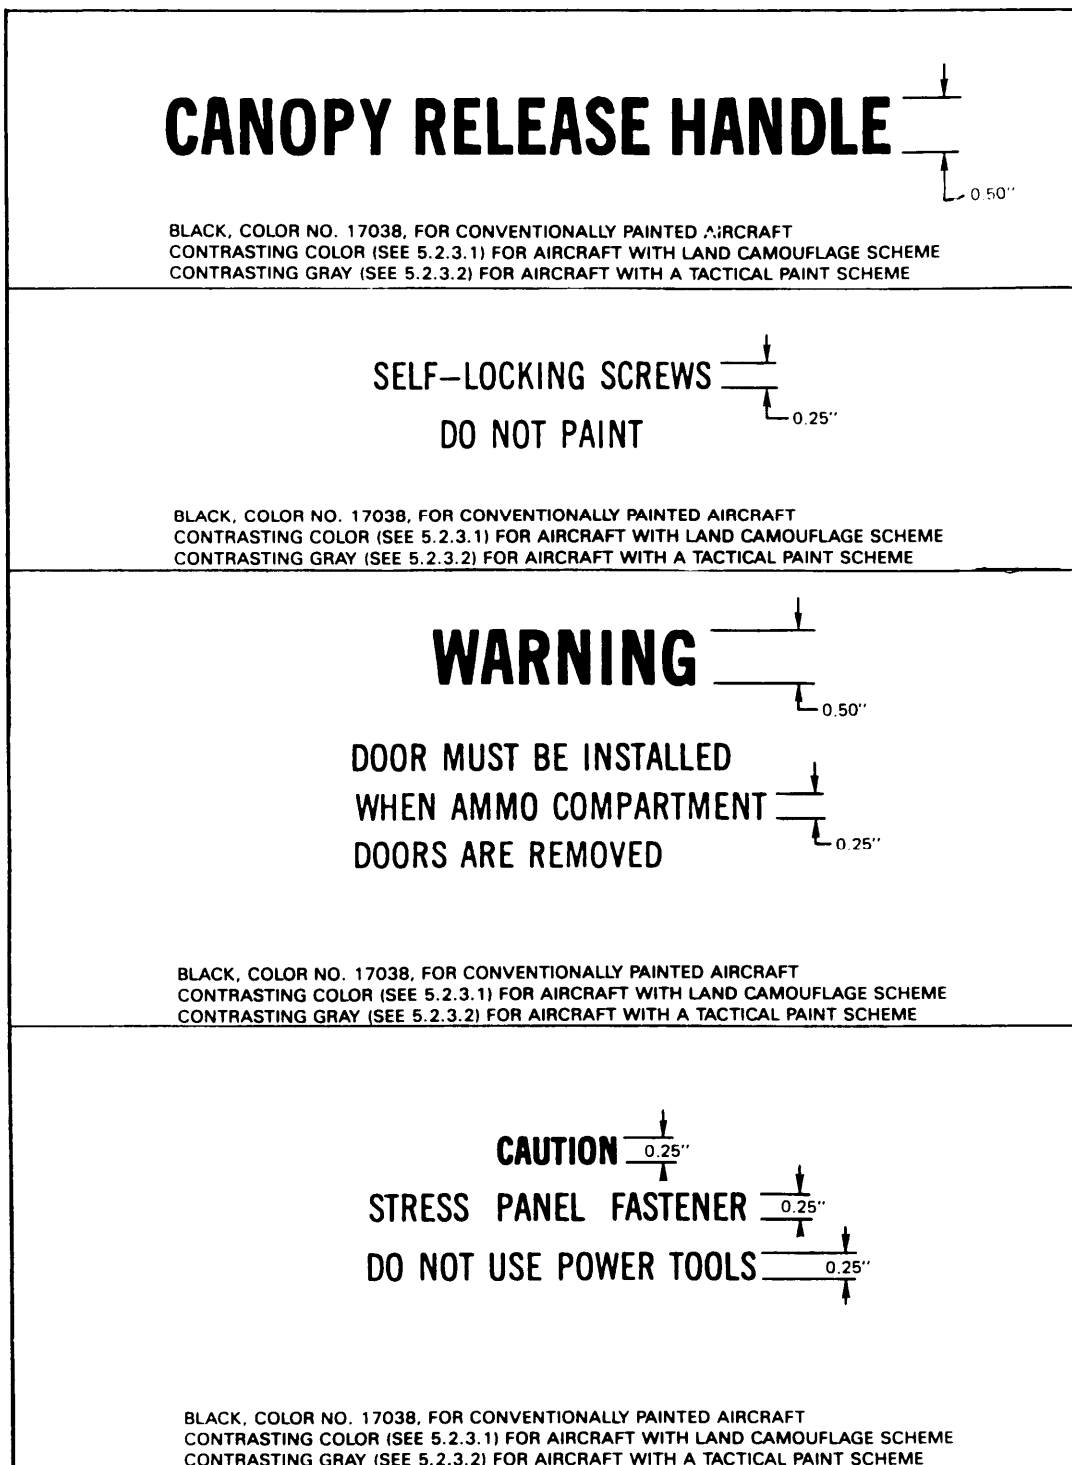 CANOPY RELEASE HANDLE
0.50''
BLACK, COLOR NO. 17038, FOR CONVENTIONALLY PAINTED AIRCRAFT
CONTRASTING COLOR (SEE 5.2.3.1) FOR AIRCRAFT WITH LAND CAMOUFLAGE SCHEME
CONTRASTING GRAY (SEE 5.2.3.2) FOR AIRCRAFT WITH A TACTICAL PAINT SCHEME
SELF–LOCKING SCREWS
0.25''
DO NOT PAINT
BLACK, COLOR NO. 17038, FOR CONVENTIONALLY PAINTED AIRCRAFT
CONTRASTING COLOR (SEE 5.2.3.1) FOR AIRCRAFT WITH LAND CAMOUFLAGE SCHEME
CONTRASTING GRAY (SEE 5.2.3.2) FOR AIRCRAFT WITH A TACTICAL PAINT SCHEME
WARNING
0.50''
DOOR MUST BE INSTALLED
WHEN AMMO COMPARTMENT
0.25''
DOORS ARE REMOVED
BLACK, COLOR NO. 17038, FOR CONVENTIONALLY PAINTED AIRCRAFT
CONTRASTING COLOR (SEE 5.2.3.1) FOR AIRCRAFT WITH LAND CAMOUFLAGE SCHEME
CONTRASTING GRAY (SEE 5.2.3.2) FOR AIRCRAFT WITH A TACTICAL PAINT SCHEME
CAUTION 0.25''
STRESS PANEL FASTENER 0.25''
DO NOT USE POWER TOOLS 0.25''
BLACK, COLOR NO. 17038, FOR CONVENTIONALLY PAINTED AIRCRAFT
CONTRASTING COLOR (SEE 5.2.3.1) FOR AIRCRAFT WITH LAND CAMOUFLAGE SCHEME
CONTRASTING GRAY (SEE 5.2.3.2) FOR AIRCRAFT WITH A TACTICAL PAINT SCHEME